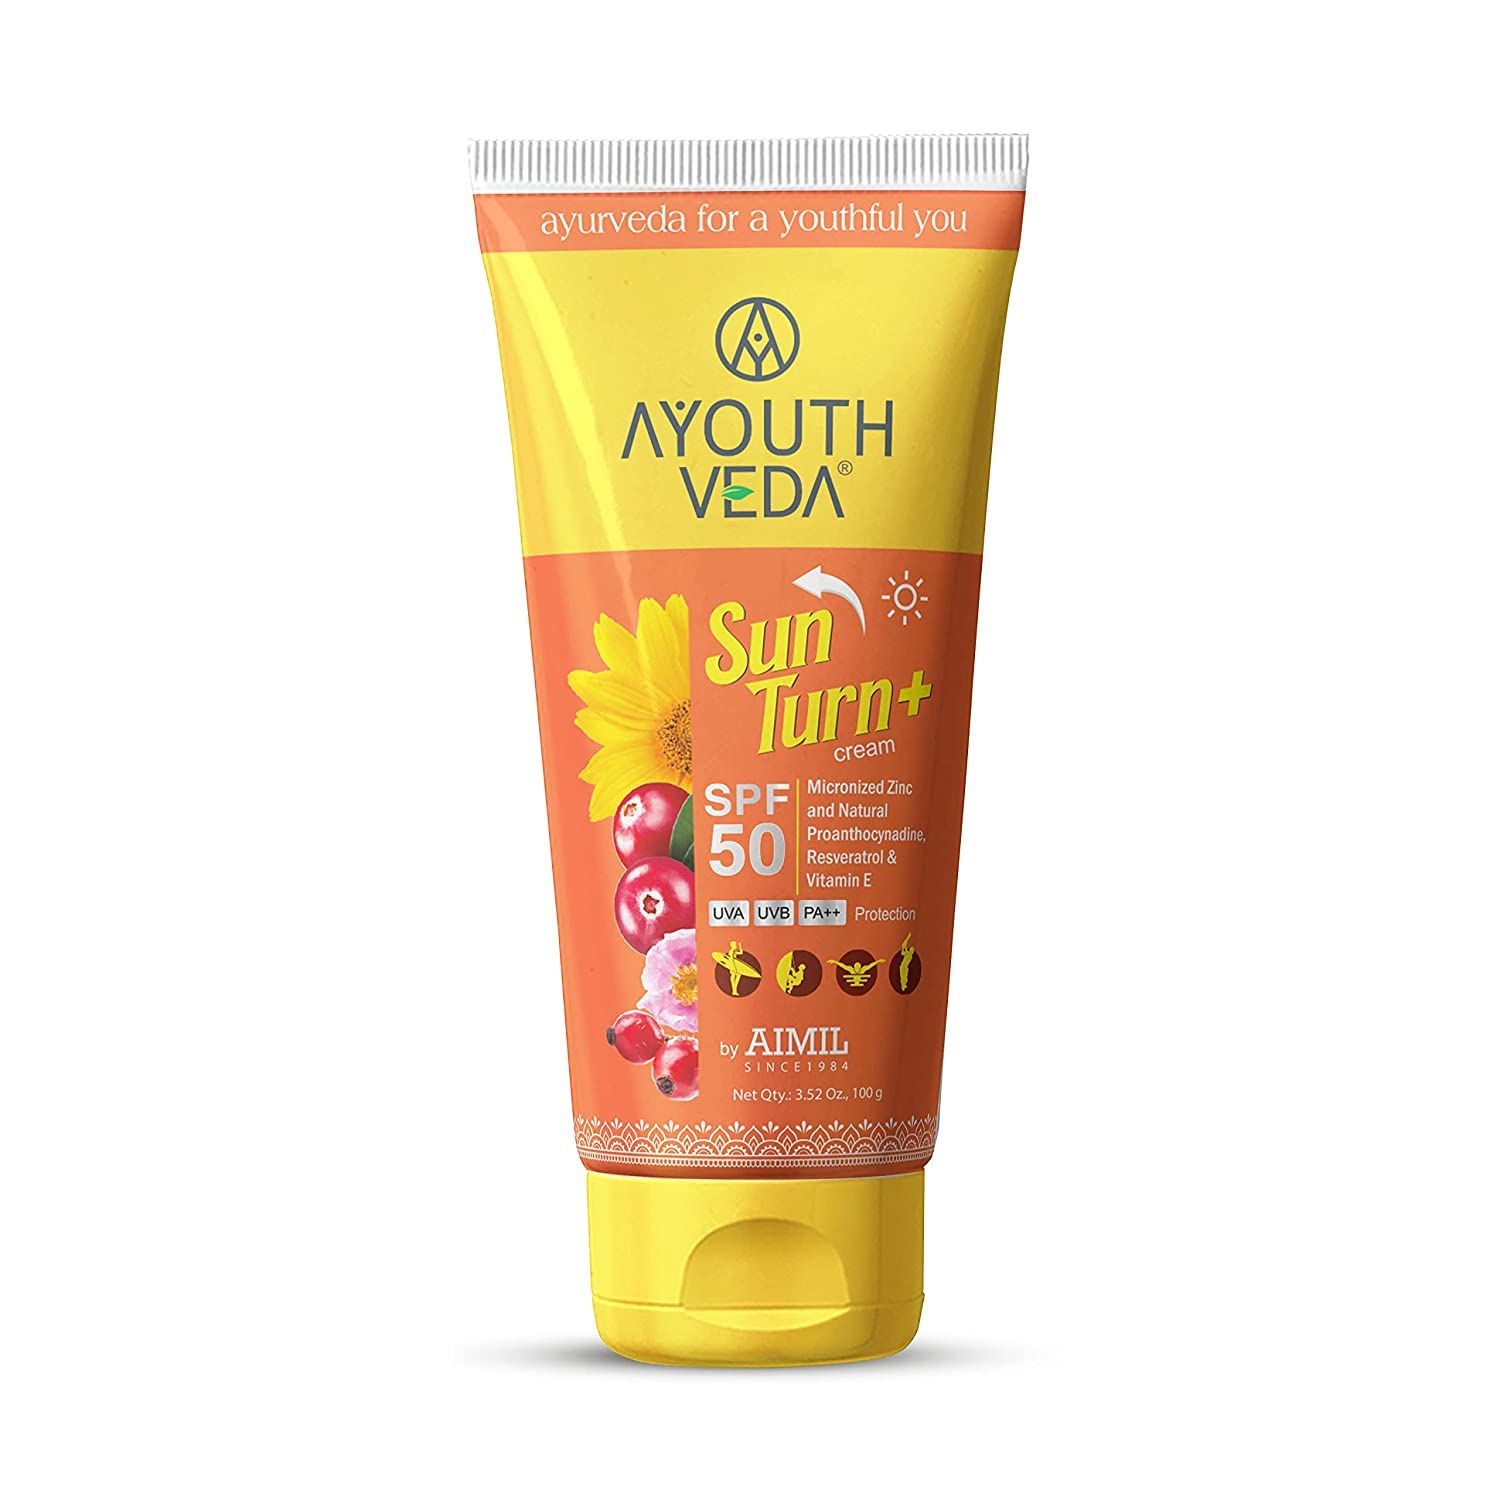 ayurveda for a youthful you
AYOUTH
VEDA®
Sun
Turn+
cream
SPF
50
Micronized Zinc
and Natural
Proanthocynadine,
Resveratrol &
Vitamin E
UVA UVB PA++ Protection
by AIMIL
SINCE1984
Net Qty.: 3.52 Oz., 100 g